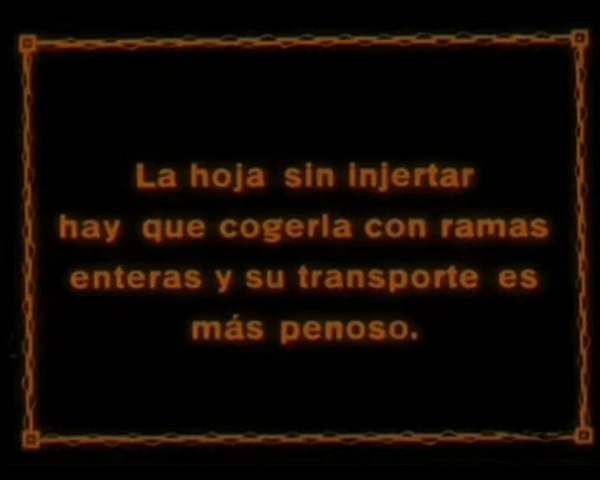 La hoja sin injertar
hay que cogerla con ramas
enteras y su transporte es
más penoso.